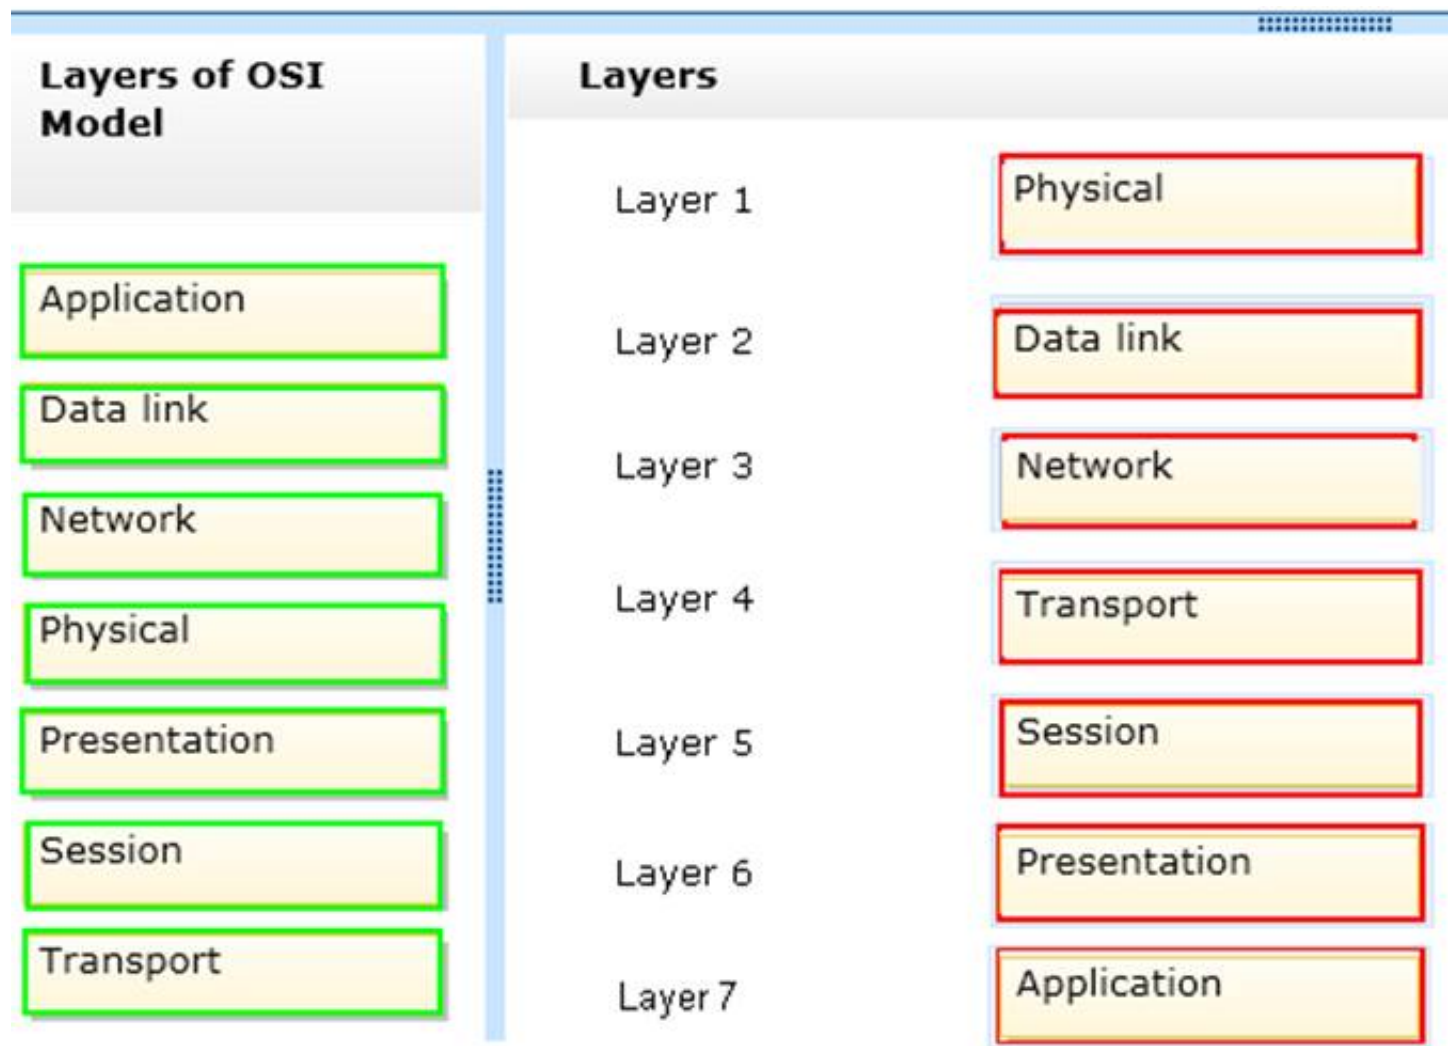 Layers of OSI
Model
Application
Data link
Network
Physical
Presentation
Session
Transport
Layers
Layer 1 Physical
Layer 2 Data link
Layer 3 Network
Layer 4 Transport
Layer 5 Session
Layer 6 Presentation
Layer 7 Application